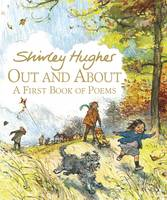 Shirley Hughes
OUT AND ABOUT
A FIRST BOOK OF POEMS